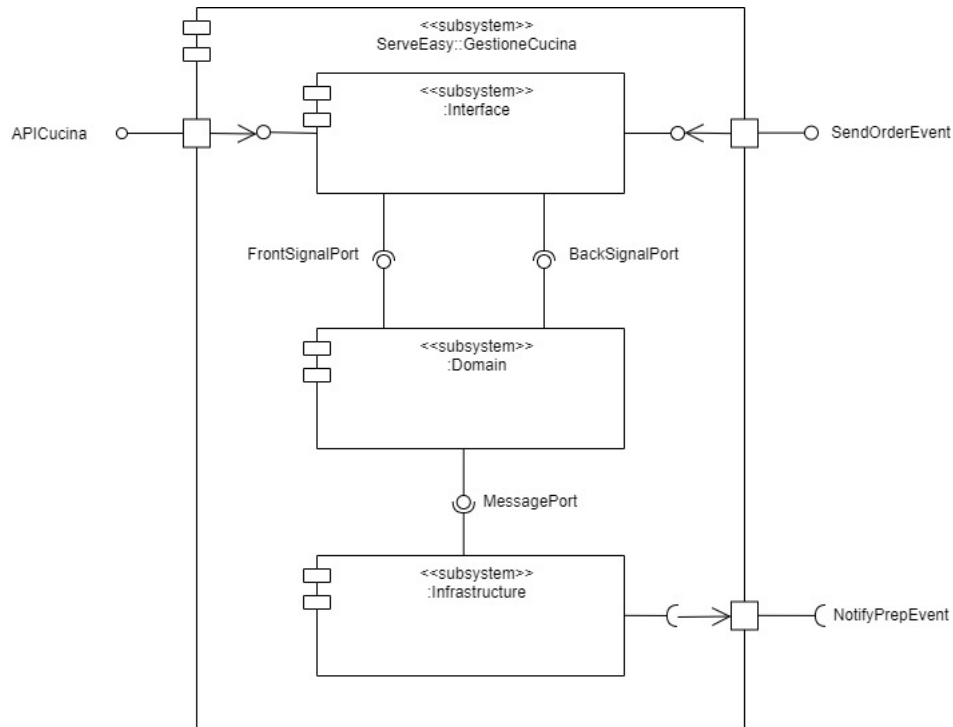 <<subsystem>>
ServeEasy::GestioneCucina
<<subsystem>>
:Interface
APICucina
SendOrderEvent
FrontSignalPort
BackSignalPort
<<subsystem>>
:Domain
MessagePort
<<subsystem>>
:Infrastructure
NotifyPrepEvent